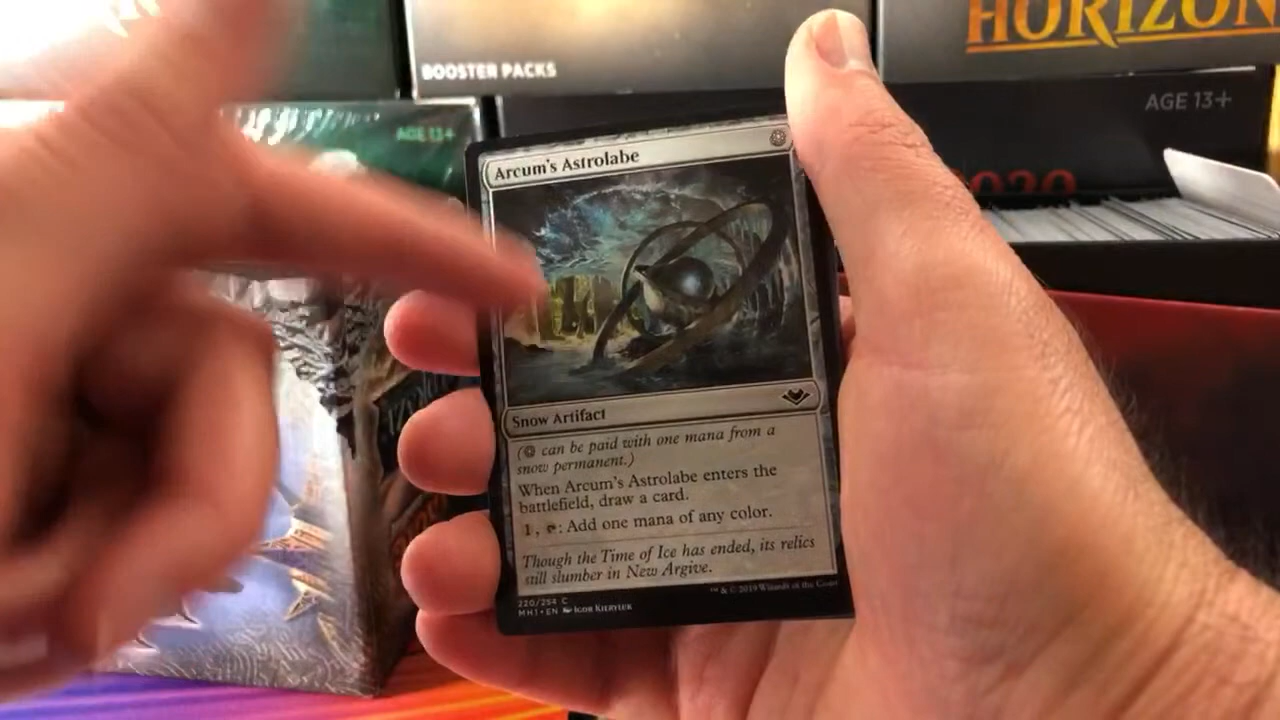 HORIZON
BOOSTER PACKS
AGE 13+
AGE 13+
2020
Arcum's Astrolabe
Snow Artifact
( can be paid with one mana from a
snow permanent.)
When Arcum's Astrolabe enters the
battlefield, draw a card.
1, : Add one mana of any color.
Though the Time of Ice has ended, its relics
still slumber in New Argive.
220/254 C
MH1 • EN Igor Kieryluk
™ & © 2019 Wizards of the Coast